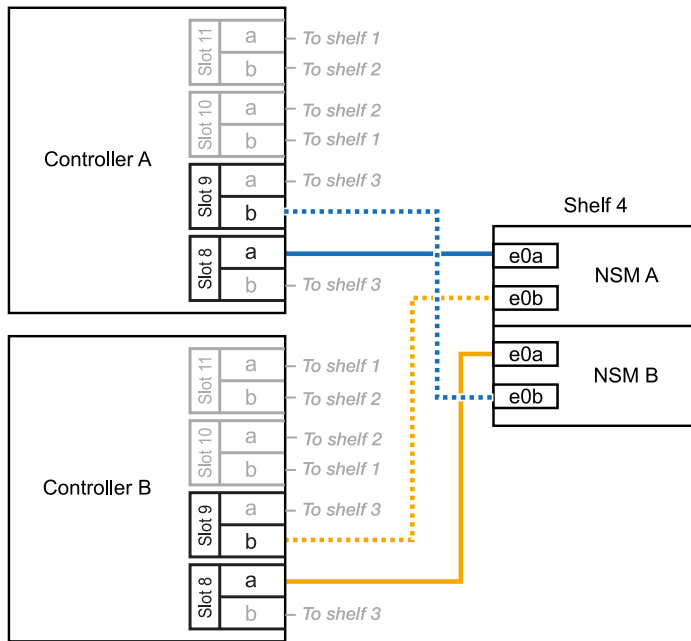 Controller A
Slot 11
a
To shelf 1
b
To shelf 2
Slot 10
a
To shelf 2
b
To shelf 1
Slot 9
a
To shelf 3
b
Slot 8
a
b
To shelf 3
Shelf 4
e0a
NSM A
e0b
e0a
NSM B
e0b
Controller B
Slot 11
a
To shelf 1
b
To shelf 2
Slot 10
a
To shelf 2
b
To shelf 1
Slot 9
a
To shelf 3
b
Slot 8
a
b
To shelf 3